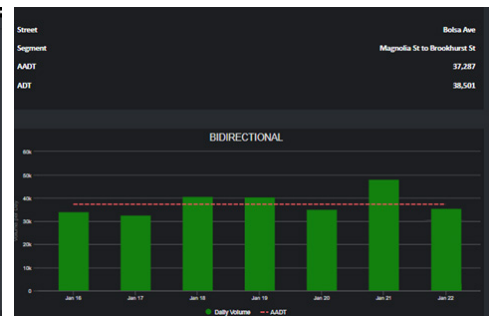 Street Bolsa Ave
Segment Magnolia St to Brookhurst St
AADT 37,287
ADT 38,501
BIDIRECTIONAL
60k
50k
40k
30k
20k
10k
0
Jan 16 Jan 17 Jan 18 Jan 19 Jan 20 Jan 21 Jan 22
Daily Volume AADT